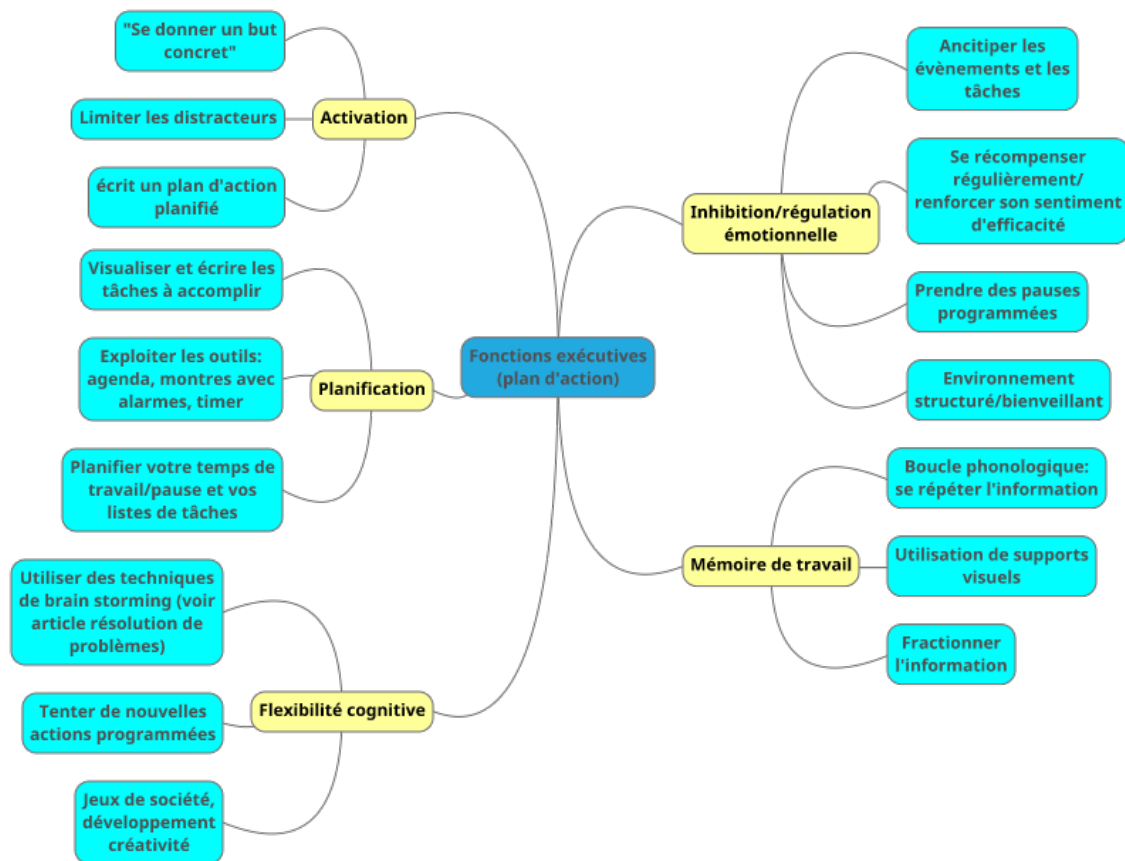 "Se donner un but
concret"
Limiter les distracteurs
Activation
écrit un plan d'action
planifié
Visualiser et écrire les
tâches à accomplir
Exploiter les outils:
agenda, montres avec
alarmes, timer
Planification
Planifier votre temps de
travail/pause et vos
listes de tâches
Utiliser des techniques
de brain storming (voir
article résolution de
problèmes)
Tenter de nouvelles
actions programmées
Flexibilité cognitive
Jeux de société,
développement
créativité
Fonctions exécutives
(plan d'action)
Ancitiper les
évènements et les
tâches
Se récompenser
régulièrement/
renforcer son sentiment
d'efficacité
Inhibition/régulation
émotionnelle
Prendre des pauses
programmées
Environnement
structuré/bienveillant
Boucle phonologique:
se répéter l'information
Mémoire de travail
Utilisation de supports
visuels
Fractionner
l'information